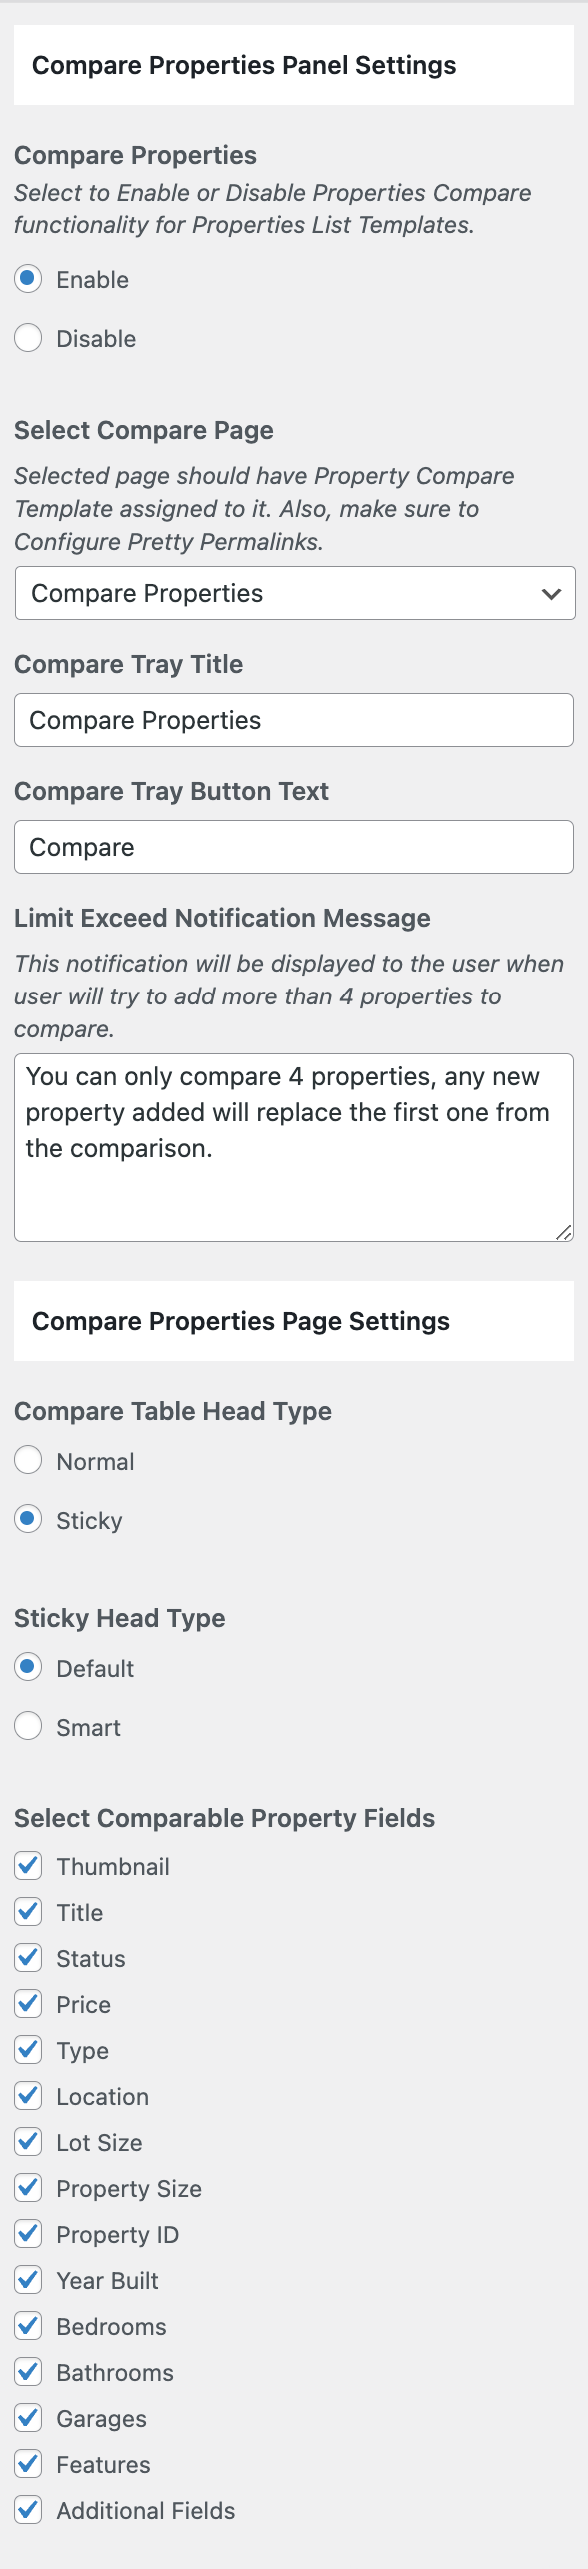 Compare Properties Panel Settings
Compare Properties
Select to Enable or Disable Properties Compare
functionality for Properties List Templates.
Enable
Disable
Select Compare Page
Selected page should have Property Compare
Template assigned to it. Also, make sure to
Configure Pretty Permalinks.
Compare Properties
Compare Tray Title
Compare Properties
Compare Tray Button Text
Compare
Limit Exceed Notification Message
This notification will be displayed to the user when
user will try to add more than 4 properties to
compare.
You can only compare 4 properties, any new
property added will replace the first one from
the comparison.
Compare Properties Page Settings
Compare Table Head Type
Normal
Sticky
Sticky Head Type
Default
Smart
Select Comparable Property Fields
Thumbnail
Title
Status
Price
Type
Location
Lot Size
Property Size
Property ID
Year Built
Bedrooms
Bathrooms
Garages
Features
Additional Fields